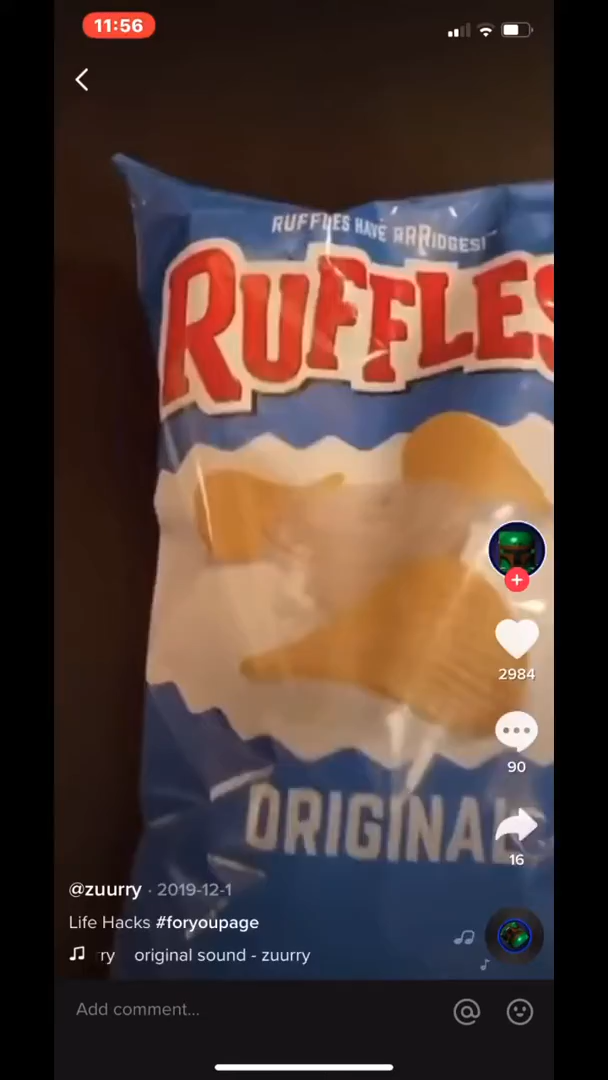 11:56
RUFFLES HAVE RRRIDGES!
RUFFLES
2984
90
ORIGINAL
16
@zuurry · 2019-12-1
Life Hacks #foryoupage
ry original sound - zuurry
Add comment...